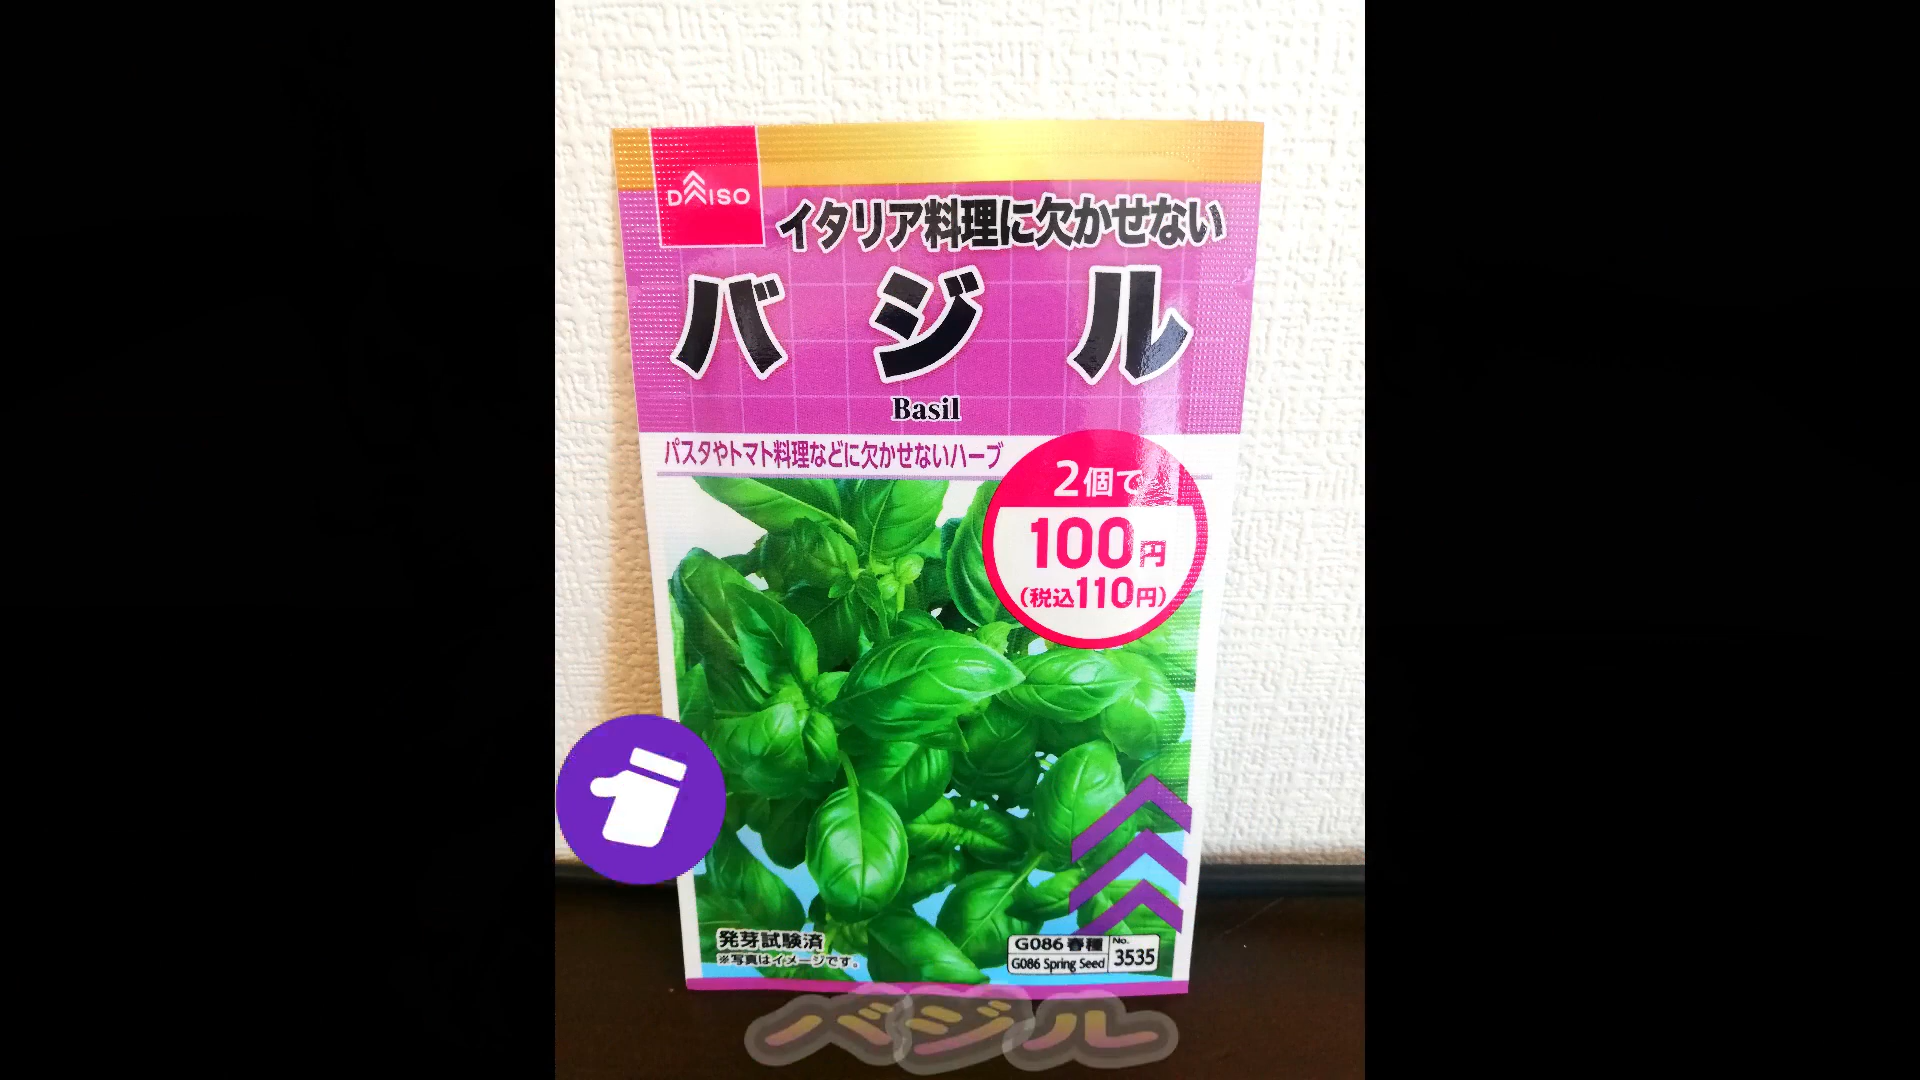 DAISO
イタリア料理に欠かせない
バジル
Basil
パスタやトマト料理などに欠かせないハーブ
2個で
100円
(税込110円)
発芽試験済
※写真はイメージです。
G086 春種
G086 Spring Seed
No.
3535
バジル